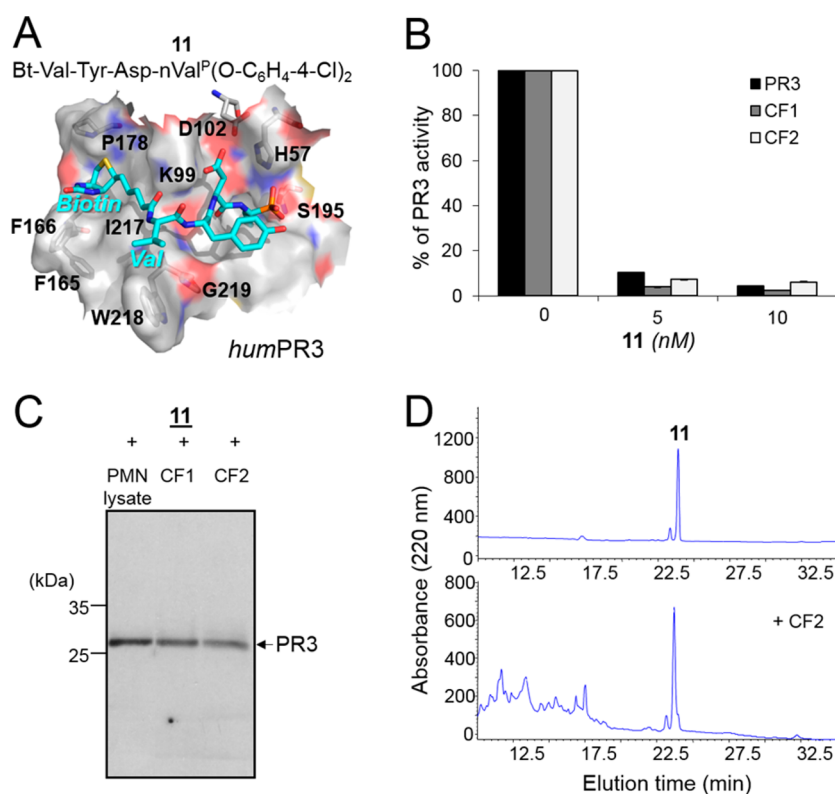 A
11
Bt-Val-Tyr-Asp-nValᴾ(O-C₆H₄-4-Cl)₂
P178
D102
H57
K99
Biotin
S195
F166
I217
Val
F165
G219
W218
humPR3
B
% of PR3 activity
100
80
60
40
20
0
PR3
CF1
CF2
0 5 10
11 (nM)
C
11
+ + +
PMN CF1 CF2
lysate
(kDa)
35
25
PR3
D
Absorbance (220 nm)
11
1200
800
400
0
12.5 17.5 22.5 27.5 32.5
800
+ CF2
600
400
200
0
12.5 17.5 22.5 27.5 32.5
Elution time (min)